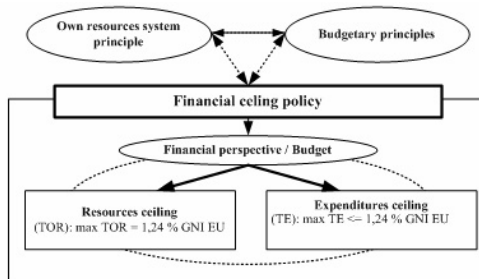 Own resources system
principle
Budgetary principles
Financial celing policy
Financial perspective / Budget
Resources ceiling
(TOR): max TOR = 1,24 % GNI EU
Expenditures ceiling
(TE): max TE <= 1,24 % GNI EU